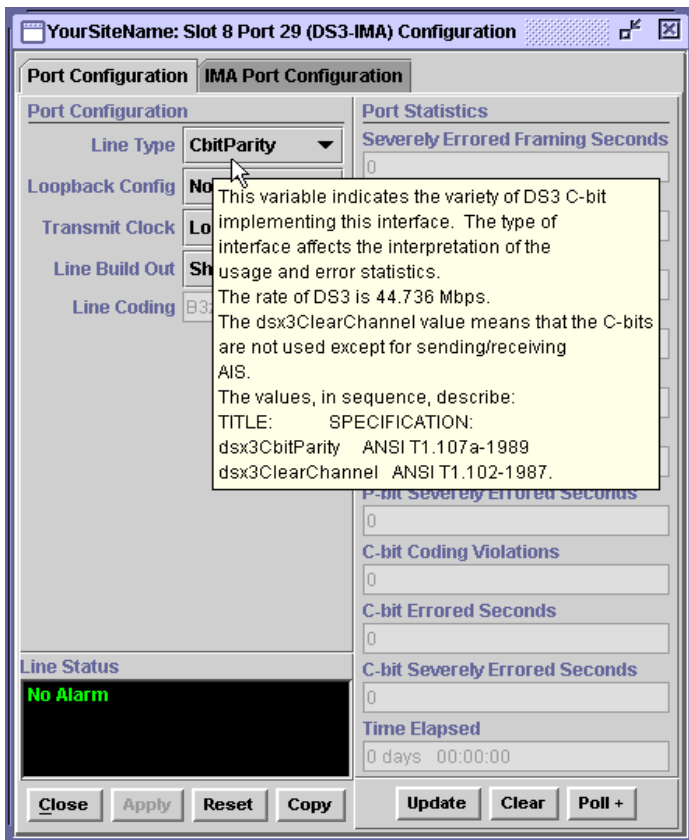 YourSiteName: Slot 8 Port 29 (DS3-IMA) Configuration
Port Configuration
IMA Port Configuration
Port Configuration
Line Type
CbitParity
Loopback Config
No
Transmit Clock
Lo
Line Build Out
Sh
Line Coding
This variable indicates the variety of DS3 C-bit
implementing this interface. The type of
interface affects the interpretation of the
usage and error statistics.
The rate of DS3 is 44.736 Mbps.
The dsx3ClearChannel value means that the C-bits
are not used except for sending/receiving
AIS.
The values, in sequence, describe:
TITLE: SPECIFICATION:
dsx3CbitParity ANSI T1.107a-1989
dsx3ClearChannel ANSI T1.102-1987.
Port Statistics
Severely Errored Framing Seconds
0
P-bit Severely Errored Seconds
0
C-bit Coding Violations
0
C-bit Errored Seconds
0
C-bit Severely Errored Seconds
0
Time Elapsed
0 days 00:00:00
Line Status
No Alarm
Close
Apply
Reset
Copy
Update
Clear
Poll +